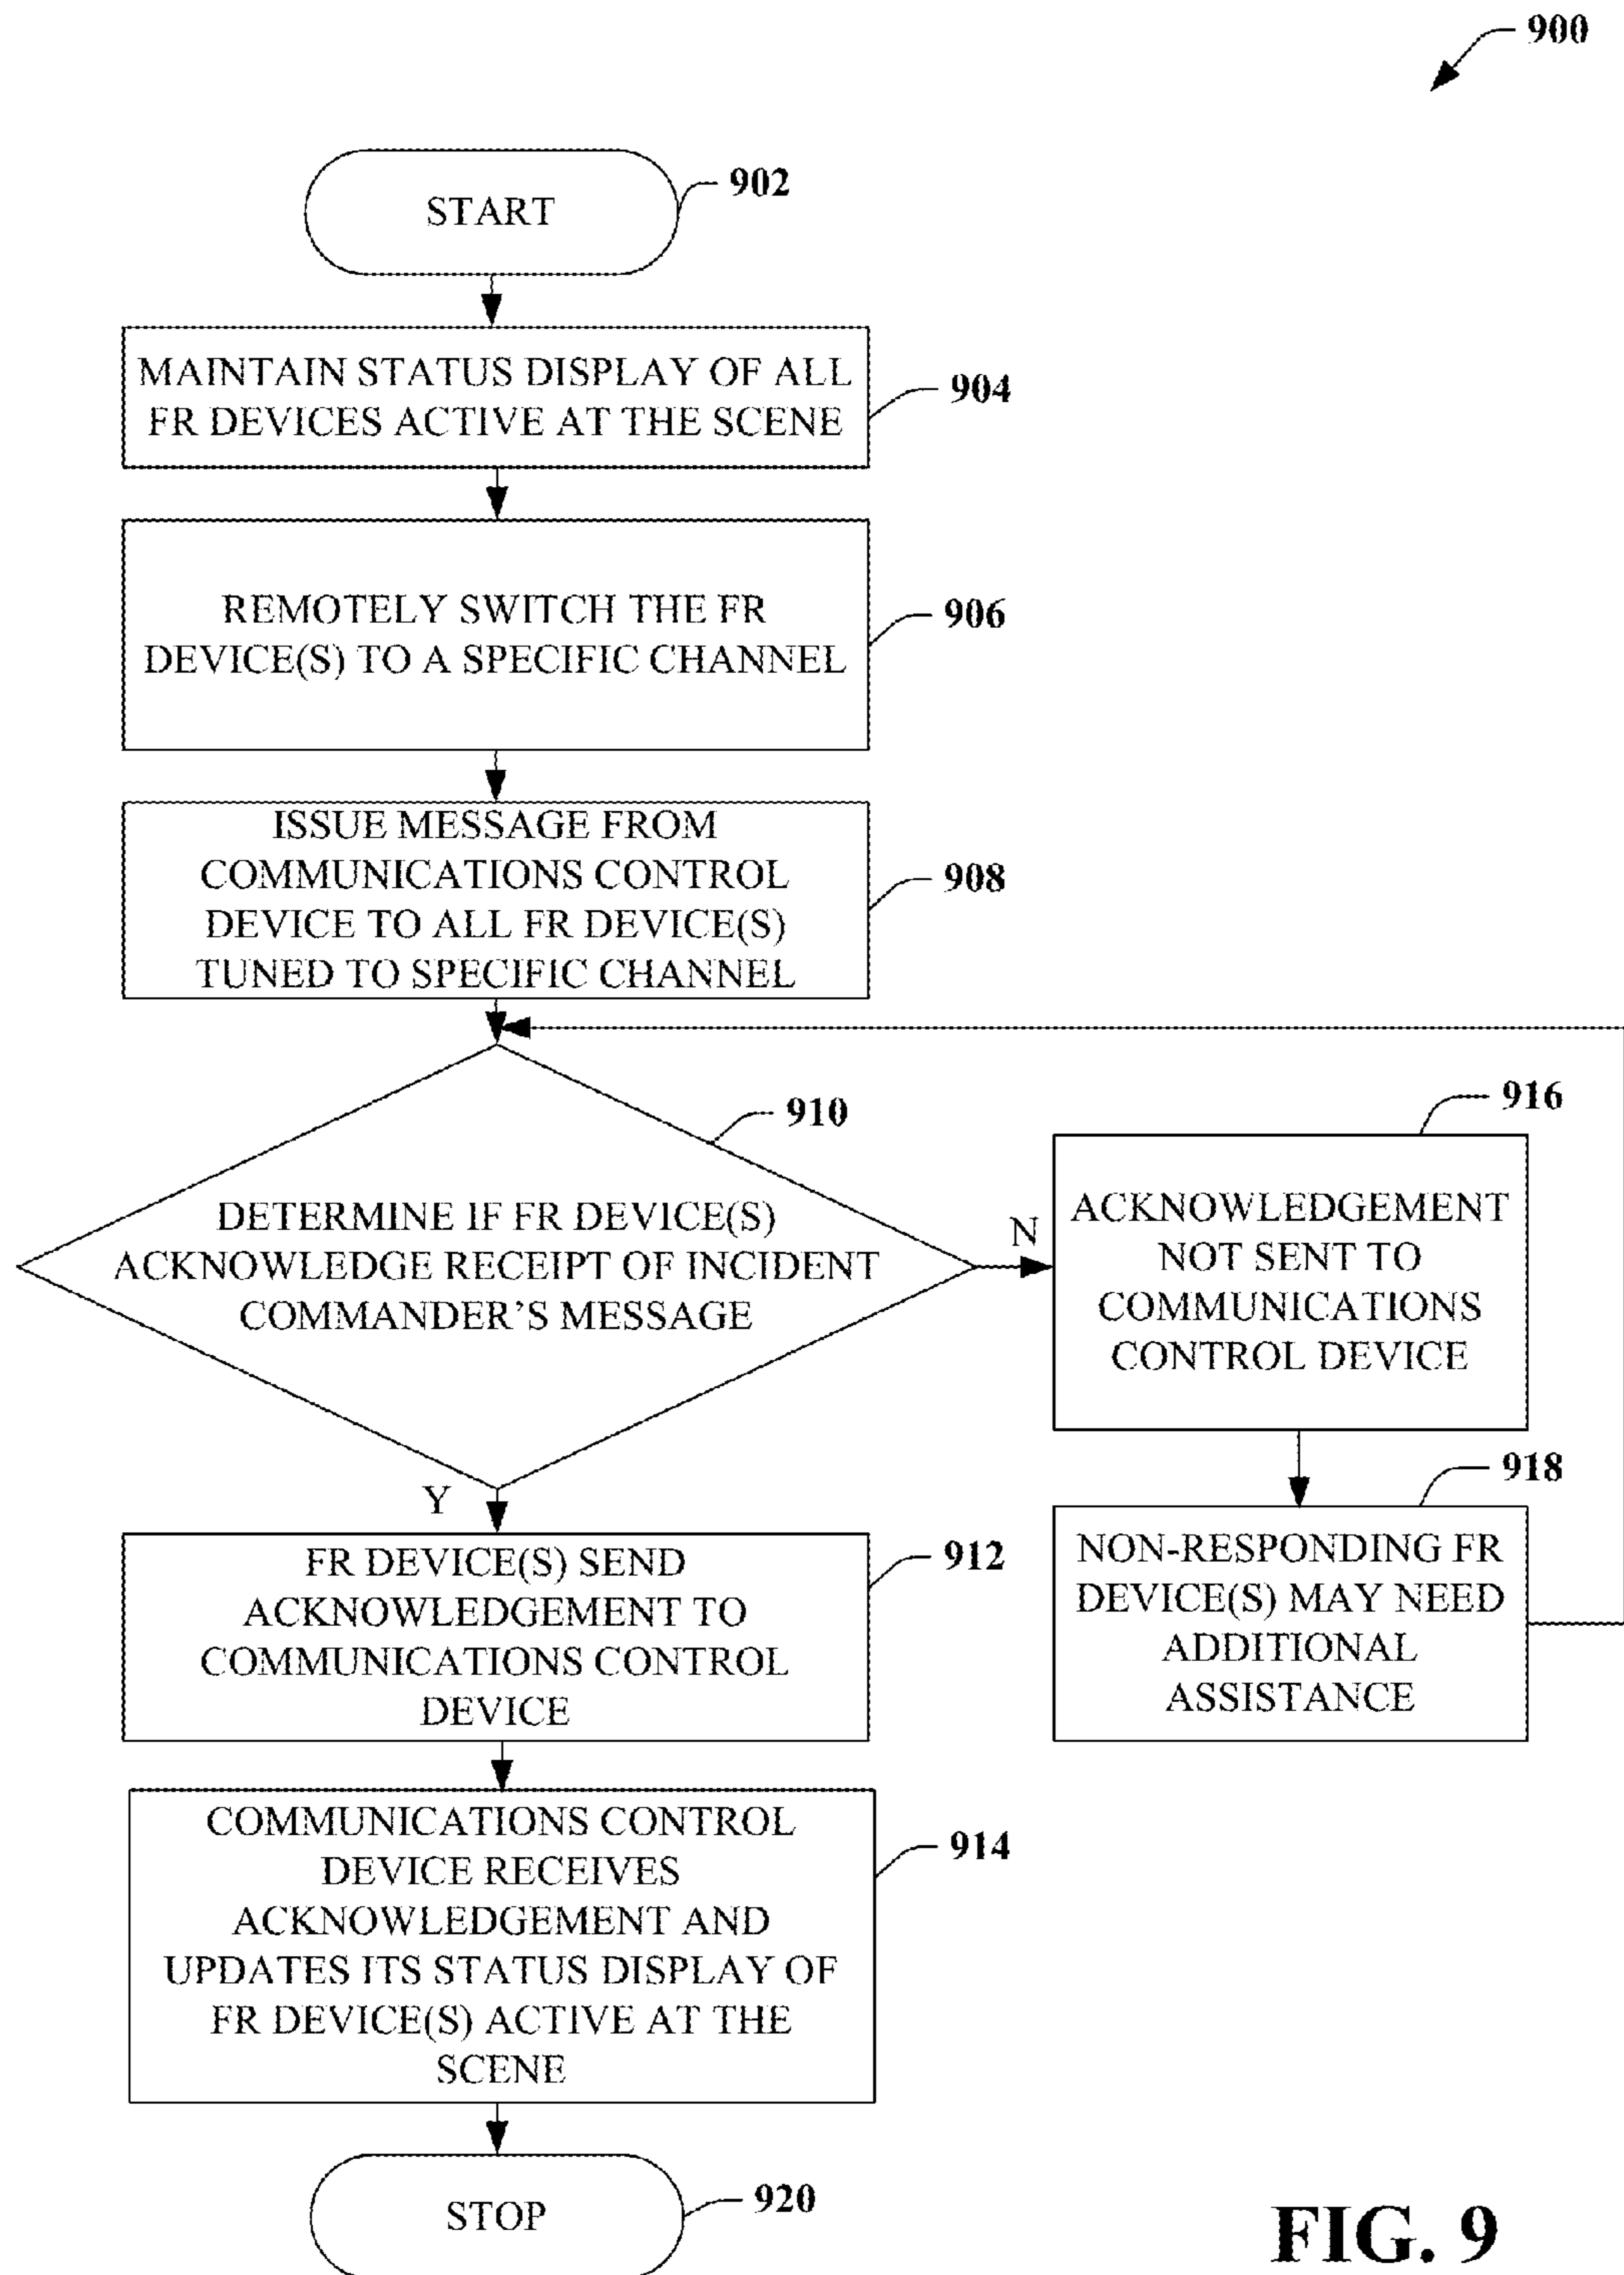 900
START
902
MAINTAIN STATUS DISPLAY OF ALL
FR DEVICES ACTIVE AT THE SCENE
904
REMOTELY SWITCH THE FR
DEVICE(S) TO A SPECIFIC CHANNEL
906
ISSUE MESSAGE FROM
COMMUNICATIONS CONTROL
DEVICE TO ALL FR DEVICE(S)
TUNED TO SPECIFIC CHANNEL
908
910
DETERMINE IF FR DEVICE(S)
ACKNOWLEDGE RECEIPT OF INCIDENT
COMMANDER'S MESSAGE
N
916
ACKNOWLEDGEMENT
NOT SENT TO
COMMUNICATIONS
CONTROL DEVICE
918
NON-RESPONDING FR
DEVICE(S) MAY NEED
ADDITIONAL
ASSISTANCE
Y
FR DEVICE(S) SEND
ACKNOWLEDGEMENT TO
COMMUNICATIONS CONTROL
DEVICE
912
COMMUNICATIONS CONTROL
DEVICE RECEIVES
ACKNOWLEDGEMENT AND
UPDATES ITS STATUS DISPLAY OF
FR DEVICE(S) ACTIVE AT THE
SCENE
914
STOP
920
FIG. 9